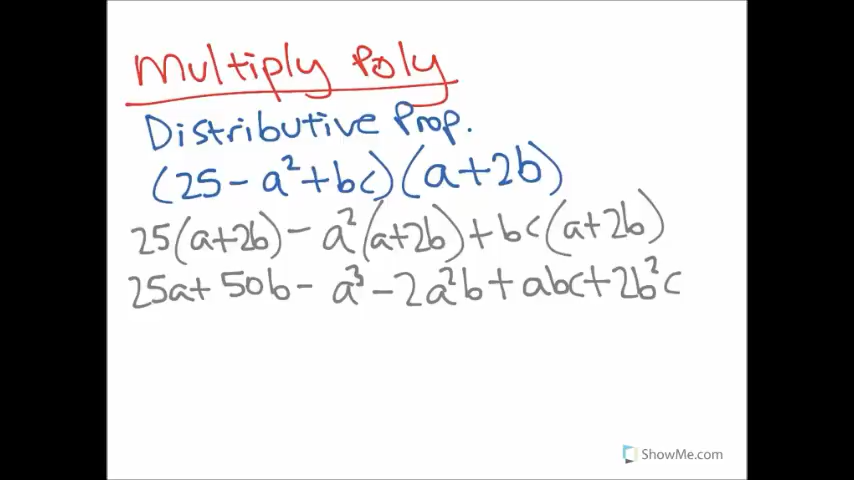 Multiply Poly
Distributive Prop.
(25 - a² + bc)(a + 2b)
25(a+2b) - a²(a+2b) + bc(a+2b)
25a + 50b - a³ - 2a²b + abc + 2b²c
ShowMe.com